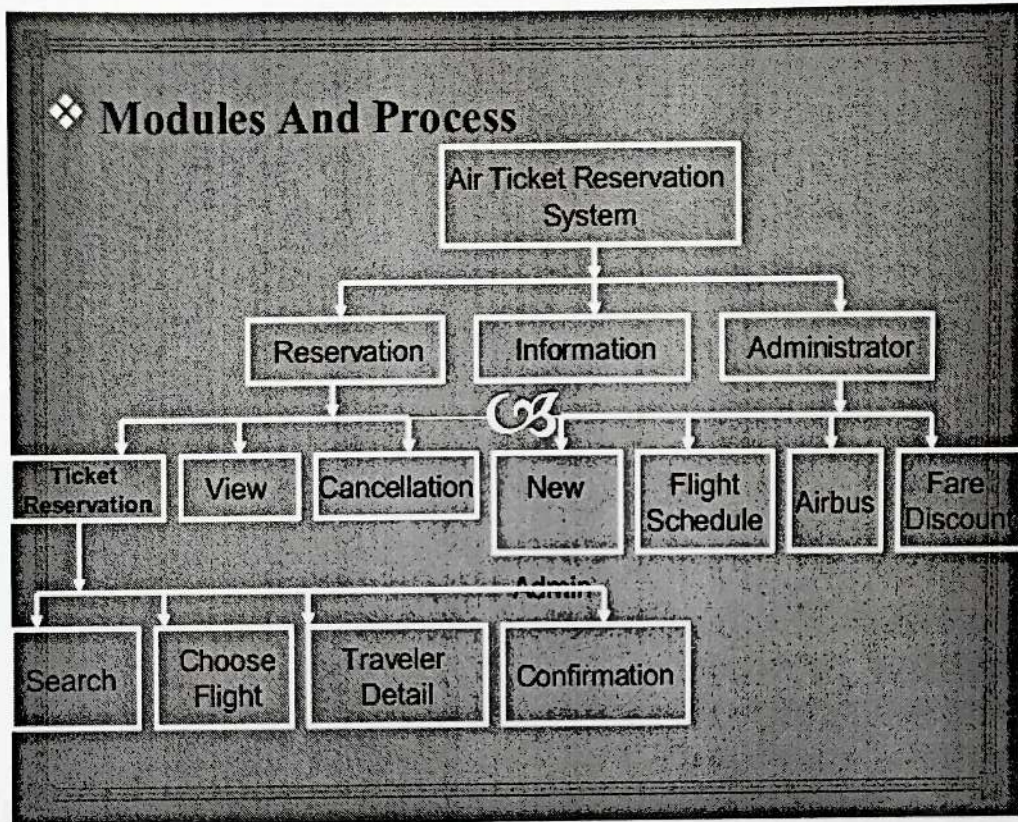 Modules And Process
Air Ticket Reservation
System
Reservation
Information
Administrator
Ticket
Reservation
View
Cancellation
New
Admin
Flight
Schedule
Airbus
Fare
Discount
Search
Choose
Flight
Traveler
Detail
Confirmation